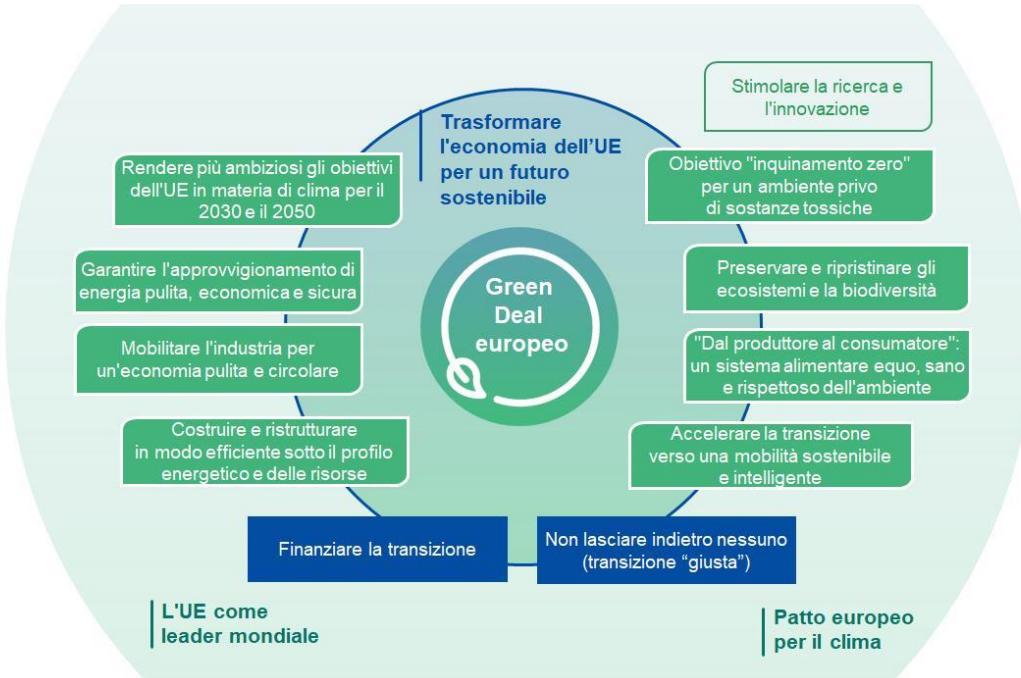 Stimolare la ricerca e
l'innovazione
Trasformare
l'economia dell'UE
per un futuro
sostenibile
Rendere più ambiziosi gli obiettivi
dell'UE in materia di clima per il
2030 e il 2050
Obiettivo "inquinamento zero"
per un ambiente privo
di sostanze tossiche
Garantire l'approvvigionamento di
energia pulita, economica e sicura
Preservare e ripristinare gli
ecosistemi e la biodiversità
Green
Deal
europeo
Mobilitare l'industria per
un'economia pulita e circolare
"Dal produttore al consumatore":
un sistema alimentare equo, sano
e rispettoso dell'ambiente
Costruire e ristrutturare
in modo efficiente sotto il profilo
energetico e delle risorse
Accelerare la transizione
verso una mobilità sostenibile
e intelligente
Finanziare la transizione
Non lasciare indietro nessuno
(transizione “giusta”)
L'UE come
leader mondiale
Patto europeo
per il clima